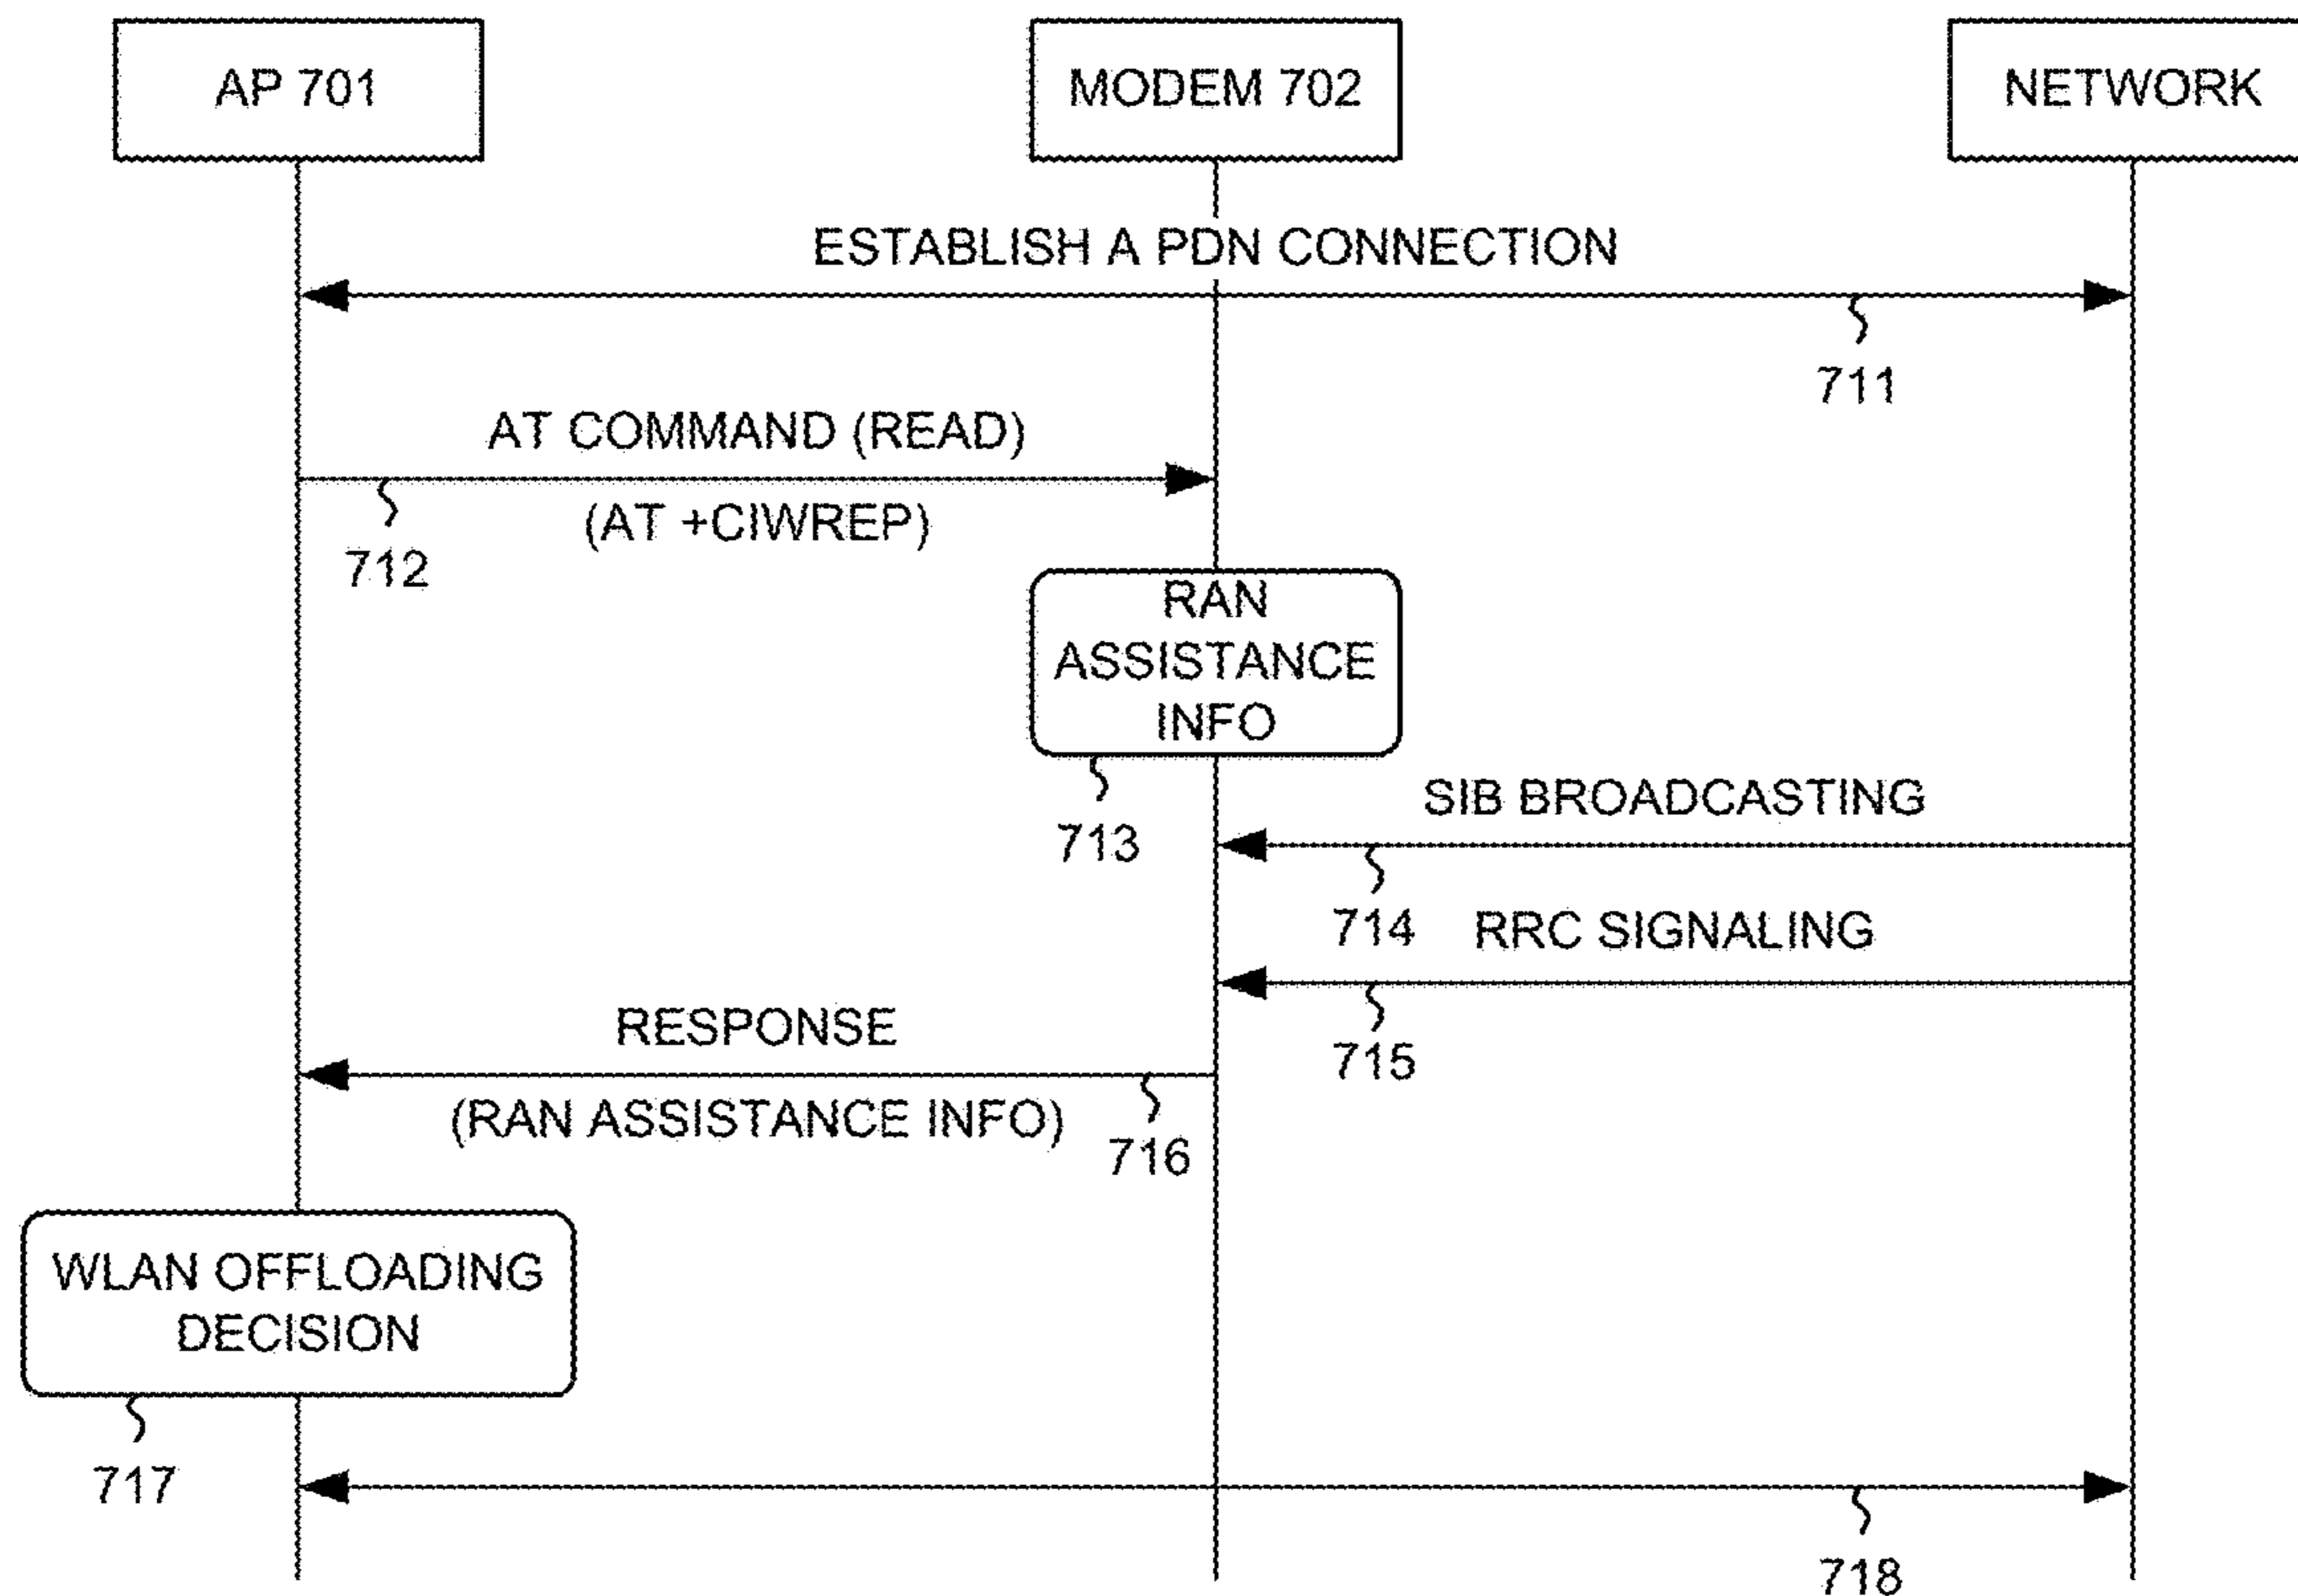 AP 701
MODEM 702
NETWORK
ESTABLISH A PDN CONNECTION
711
AT COMMAND (READ)
(AT +CIWREP)
712
RAN
ASSISTANCE
INFO
713
SIB BROADCASTING
714
RRC SIGNALING
715
RESPONSE
(RAN ASSISTANCE INFO)
716
WLAN OFFLOADING
DECISION
717
718